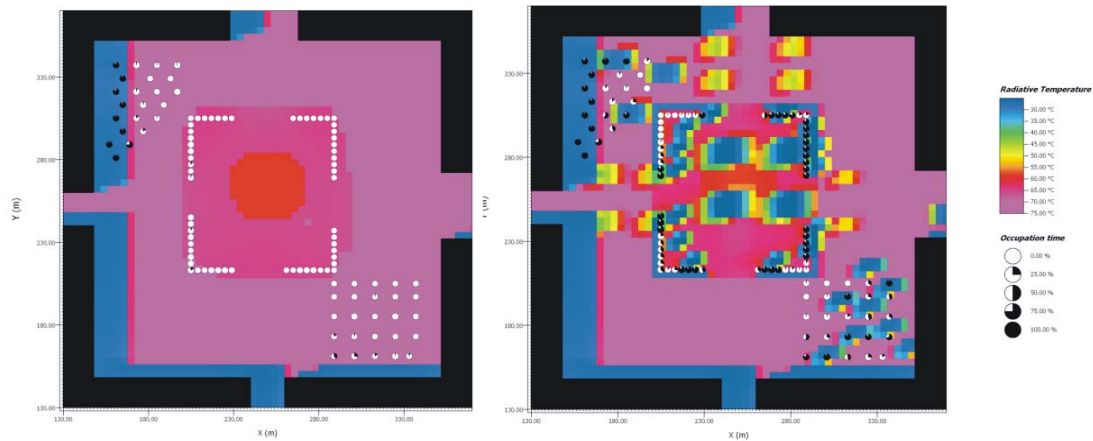 330.00
280.00
230.00
180.00
130.00
Y (m)
130.00
180.00
230.00
280.00
330.00
X (m)
330.00
280.00
230.00
180.00
130.00
180.00
230.00
280.00
330.00
X (m)
Radiative Temperature
30.00 °C
35.00 °C
40.00 °C
45.00 °C
50.00 °C
55.00 °C
60.00 °C
65.00 °C
70.00 °C
75.00 °C
Occupation time
0.00 %
25.00 %
50.00 %
75.00 %
100.00 %